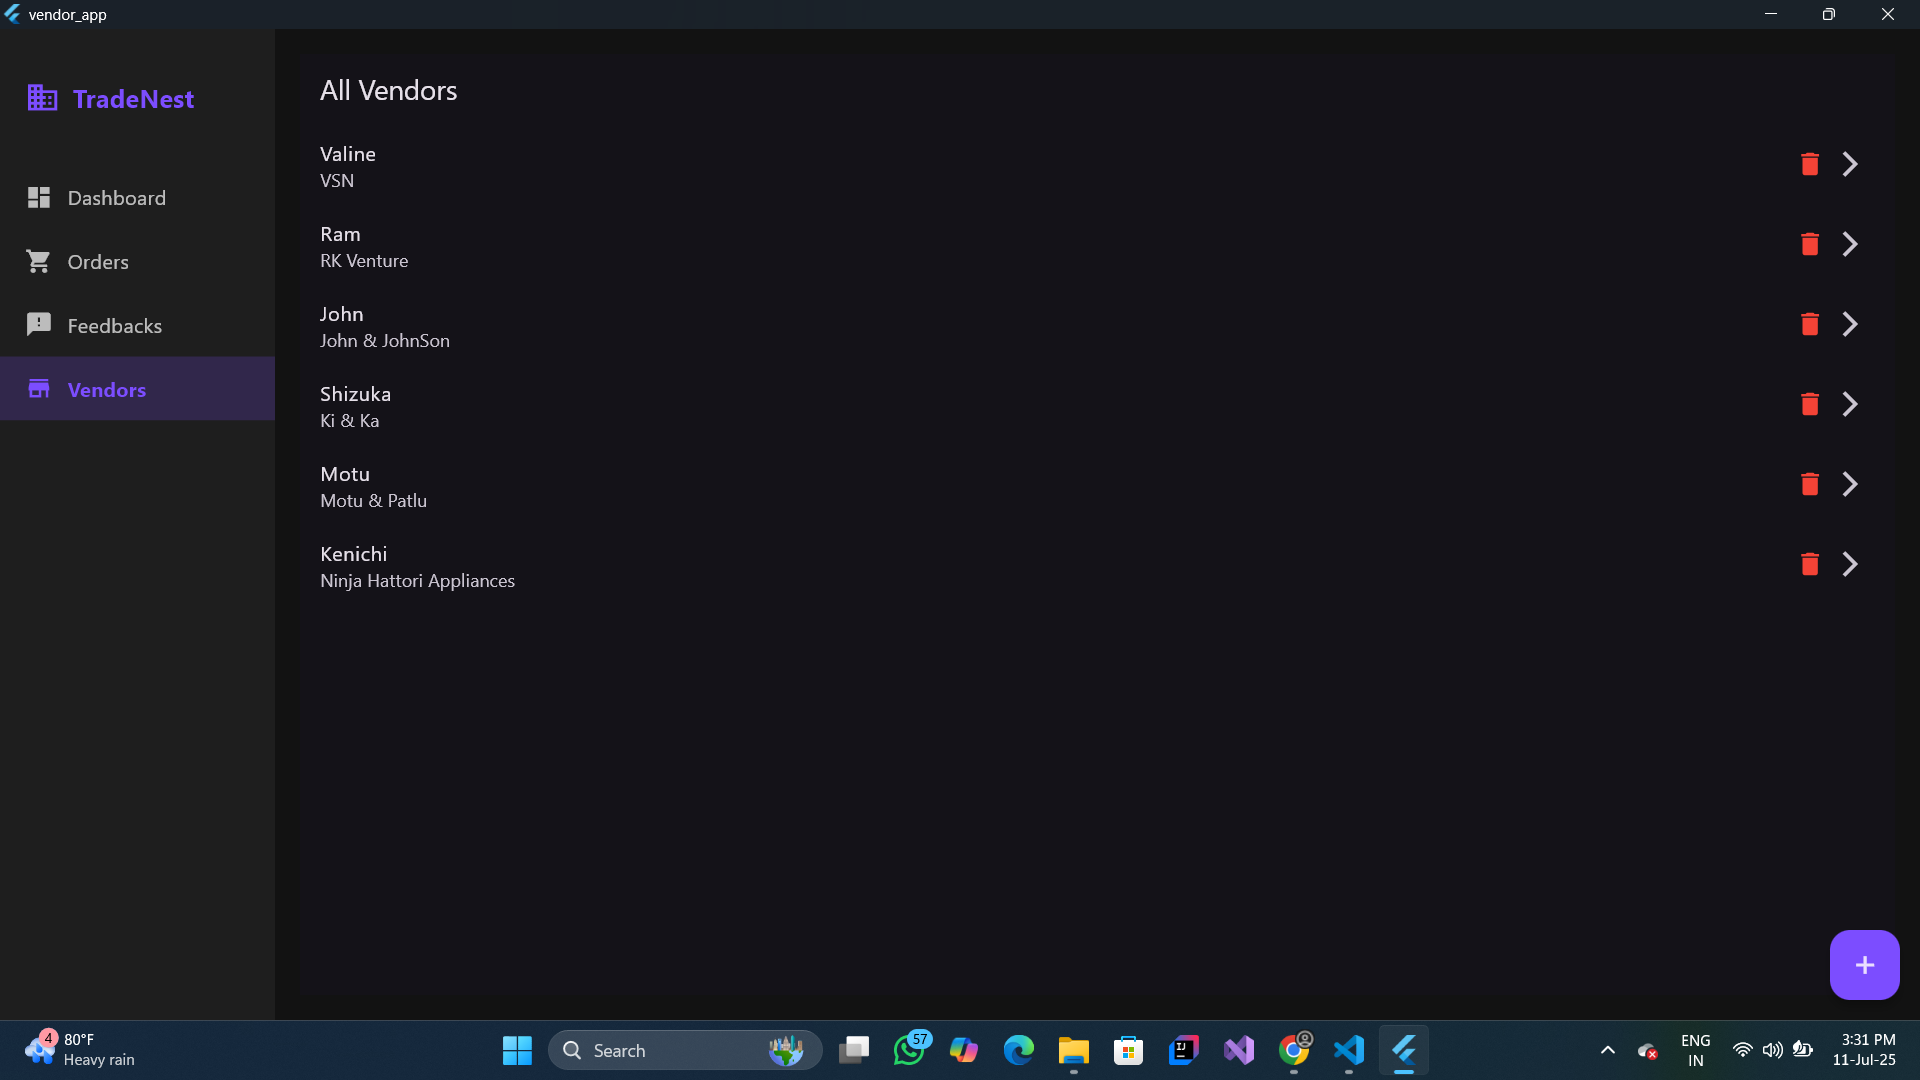 vendor_app
TradeNest
Dashboard
Orders
Feedbacks
Vendors
All Vendors
Valine
VSN
Ram
RK Venture
John
John & JohnSon
Shizuka
Ki & Ka
Motu
Motu & Patlu
Kenichi
Ninja Hattori Appliances
+
4
80°F
Heavy rain
Search
57
IJ
ENG
IN
3:31 PM
11-Jul-25